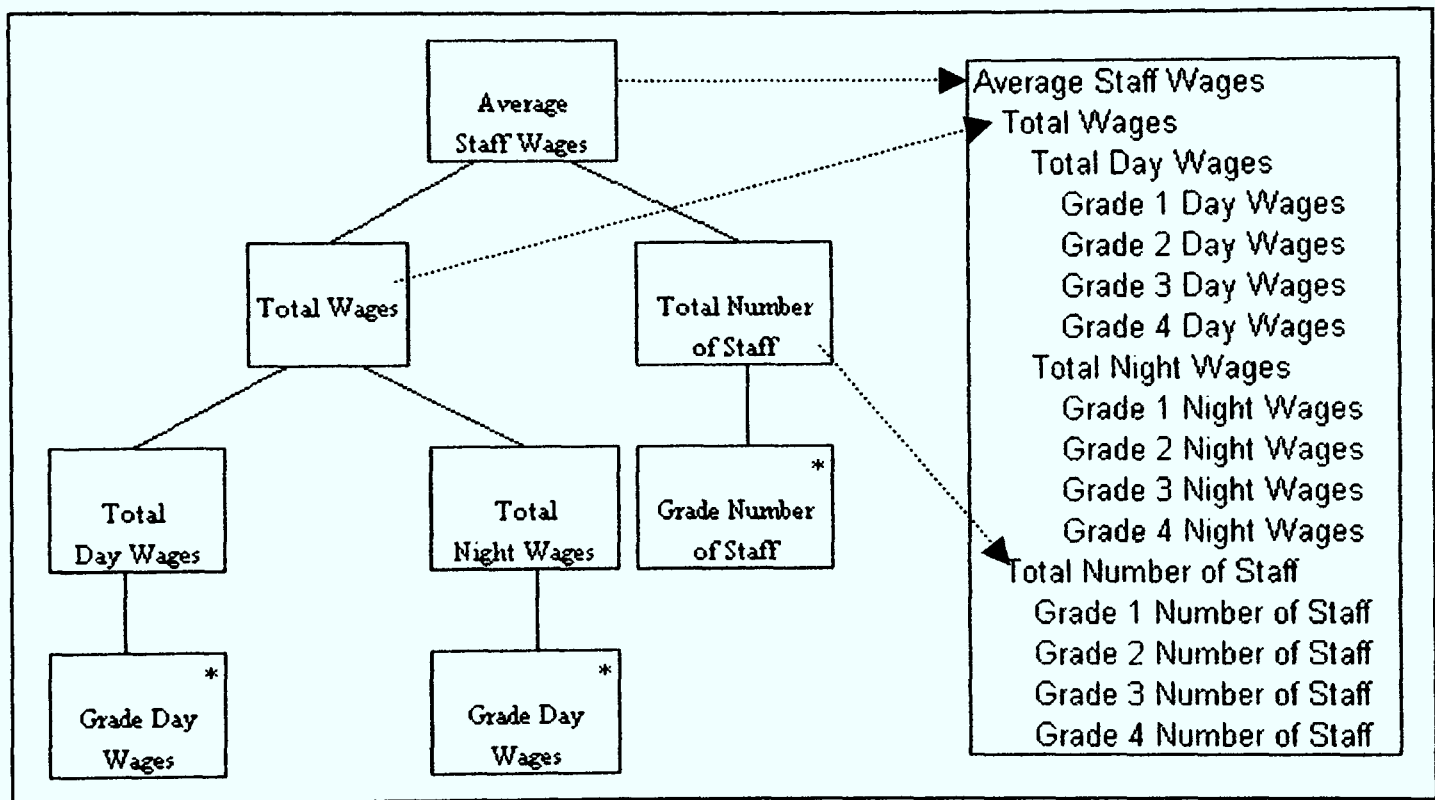 Average
Staff Wages
Total Wages
Total Number
of Staff
Total
Day Wages
Total
Night Wages
*
Grade Number
of Staff
*
Grade Day
Wages
*
Grade Day
Wages
Average Staff Wages
Total Wages
Total Day Wages
Grade 1 Day Wages
Grade 2 Day Wages
Grade 3 Day Wages
Grade 4 Day Wages
Total Night Wages
Grade 1 Night Wages
Grade 2 Night Wages
Grade 3 Night Wages
Grade 4 Night Wages
Total Number of Staff
Grade 1 Number of Staff
Grade 2 Number of Staff
Grade 3 Number of Staff
Grade 4 Number of Staff